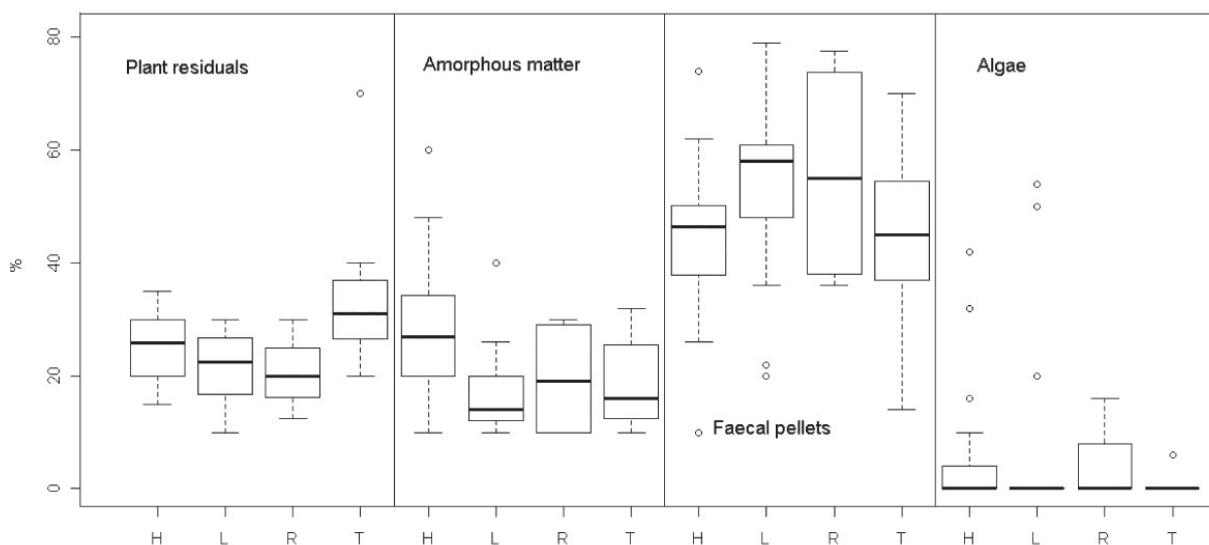 Plant residuals
Amorphous matter
Algae
Faecal pellets
%
80
60
40
20
0
H L R T H L R T H L R T H L R T